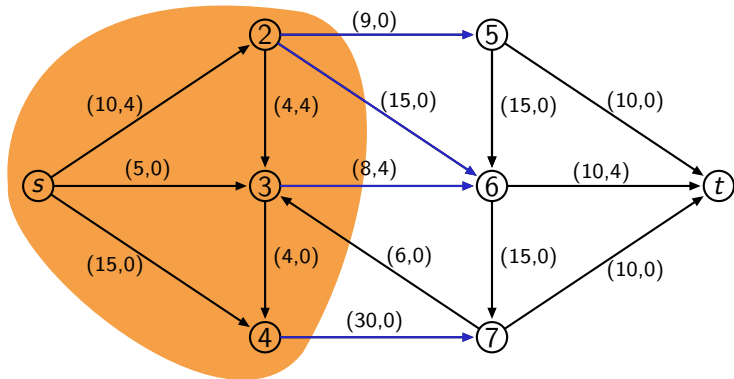 (9,0)
2 5
(10,4) (4,4) (15,0) (15,0) (10,0)
(5,0) (8,4) (10,4)
s 3 6 t
(15,0) (4,0) (6,0) (15,0) (10,0)
(30,0)
4 7